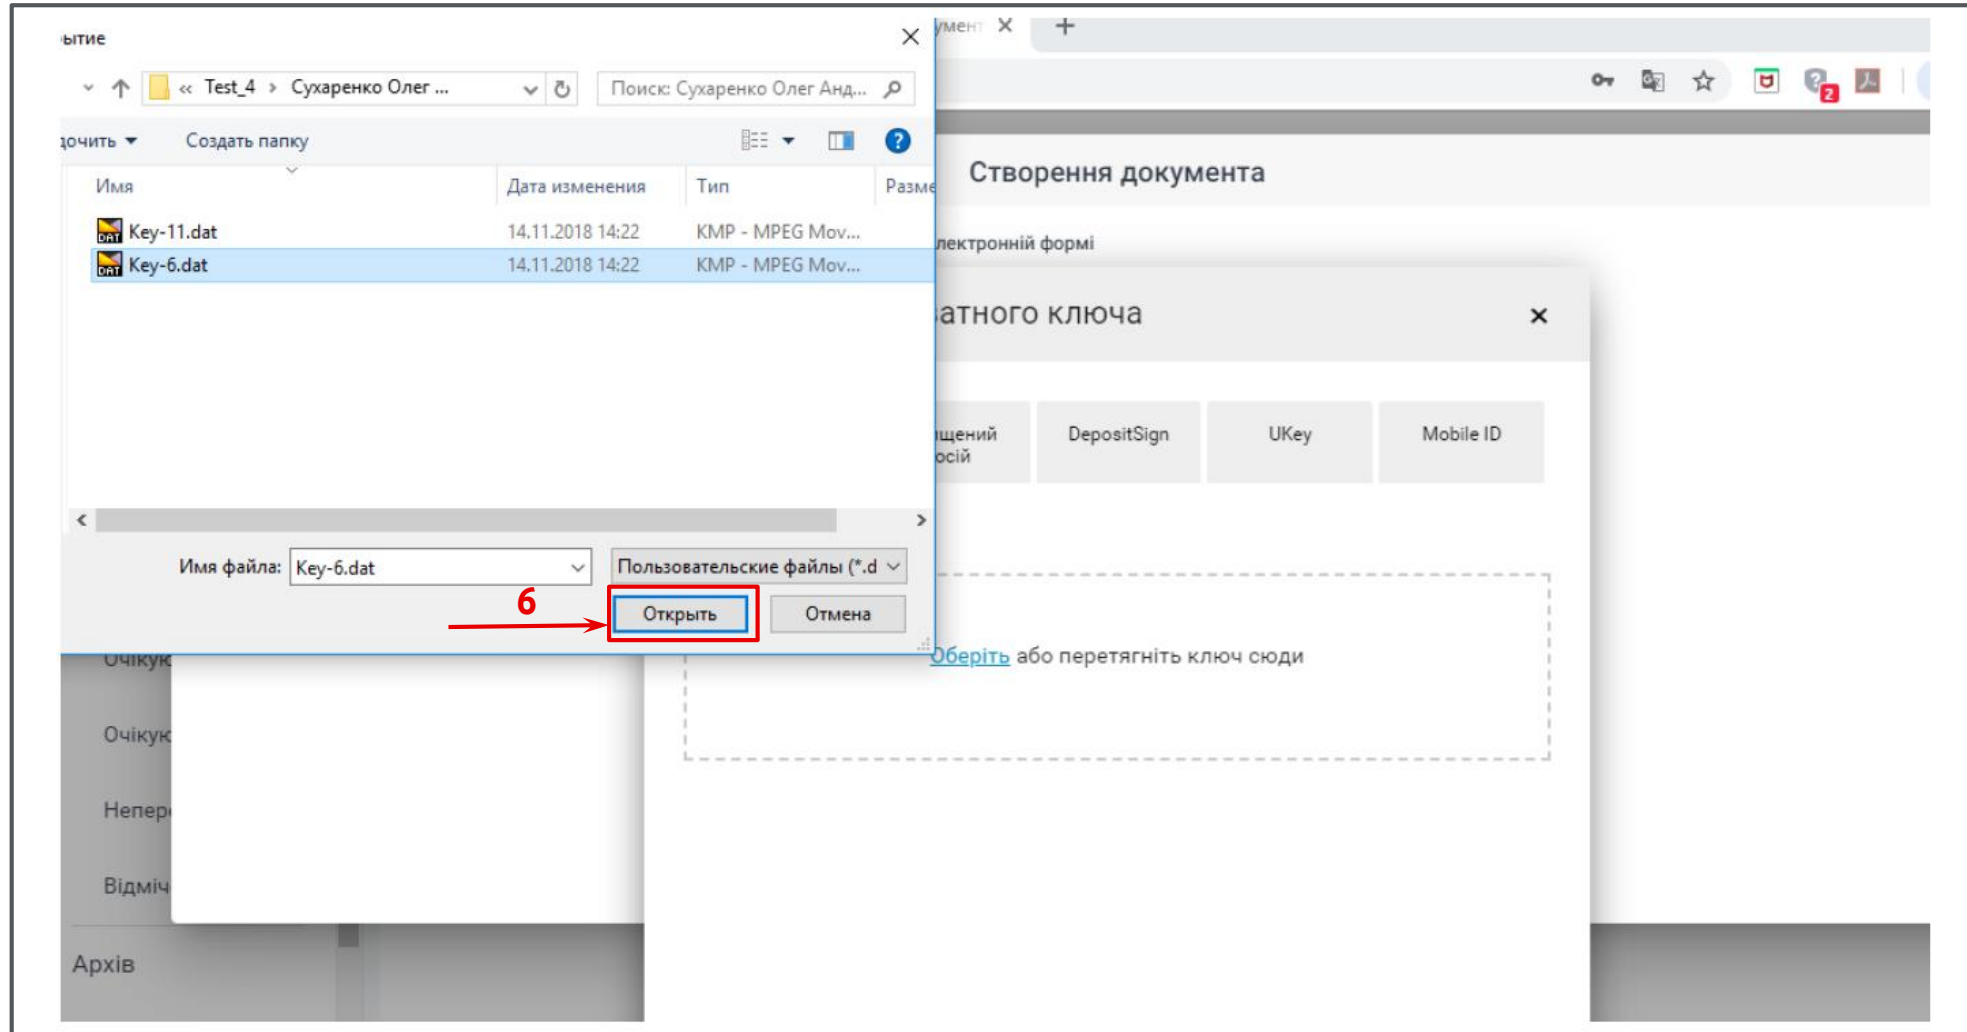 ытие
умент
« Test_4 › Сухаренко Олег ...
Поиск: Сухаренко Олег Анд...
2
дочить
Создать папку
?
Имя
Дата изменения
Тип
Разме
Key-11.dat
14.11.2018 14:22
KMP - MPEG Mov...
Key-6.dat
14.11.2018 14:22
KMP - MPEG Mov...
Створення документа
лектронній формі
атного ключа
щений
осій
DepositSign
UKey
Mobile ID
Имя файла:
Key-6.dat
Пользовательские файлы (*.d
6
Открыть
Отмена
Оберіть або перетягніть ключ сюди
Очікую
Очікую
Непер
Відміч
Архів